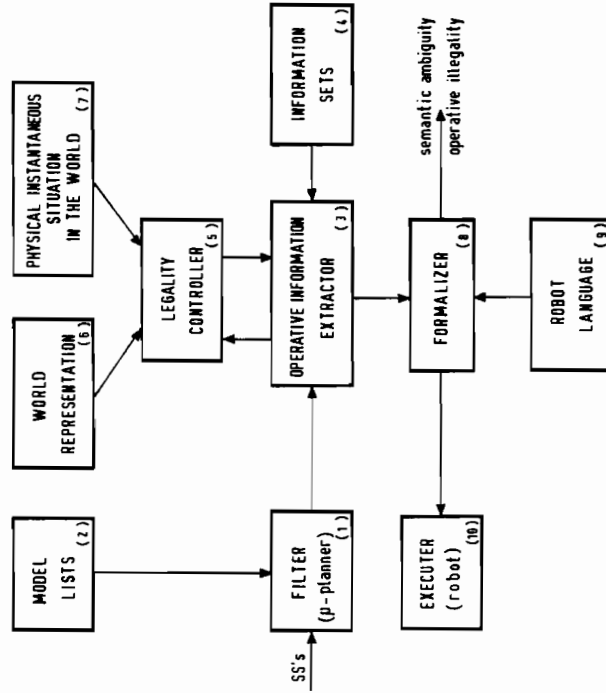 MODEL
LISTS
(2)
WORLD
REPRESENTATION
(6)
PHYSICAL INSTANTANEOUS
SITUATION
IN THE WORLD
(7)
LEGALITY
CONTROLLER
(5)
SS's
FILTER
(μ-planner)
(1)
OPERATIVE INFORMATION
EXTRACTOR
(3)
INFORMATION
SETS
(4)
EXECUTER
(robot)
(10)
FORMALIZER
(8)
semantic ambiguity
operative illegality
ROBOT
LANGUAGE
(9)